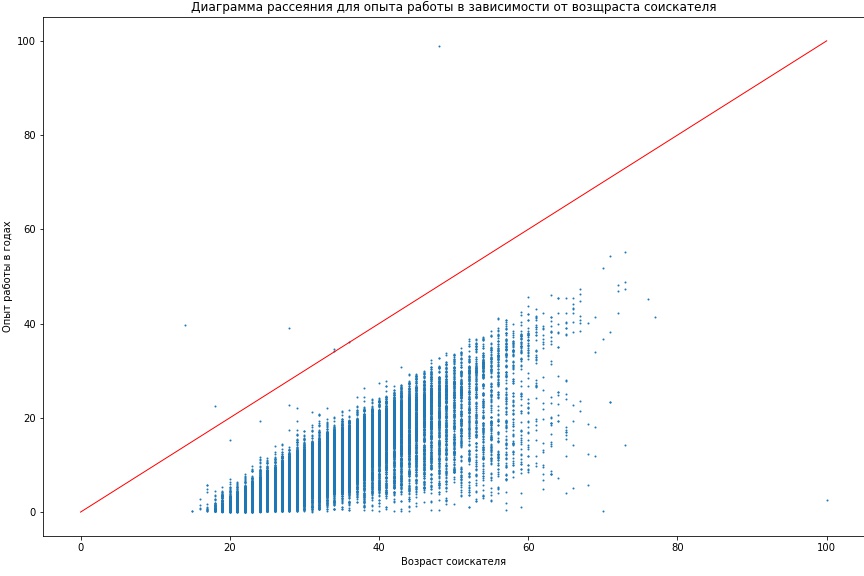 Диаграмма рассеяния для опыта работы в зависимости от возщраста соискателя
100
80
60
40
20
0
Опыт работы в годах
0 20 40 60 80 100
Возраст соискателя